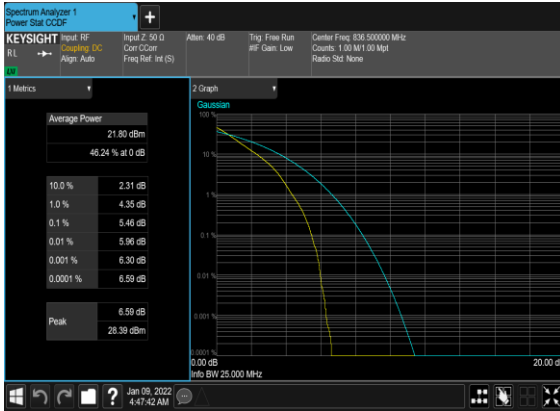 Spectrum Analyzer 1
Power Stat CCDF
+
KEYSIGHT
RL
Input: RF
Coupling: DC
Align: Auto
Input Z: 50 Ω
Corr CCorr
Freq Ref: Int (S)
Atten: 40 dB
Trig: Free Run
#IF Gain: Low
Center Freq: 836.500000 MHz
Counts: 1.00 M/1.00 Mpt
Radio Std: None
1 Metrics
Average Power
21.80 dBm
46.24 % at 0 dB
10.0 % 2.31 dB
1.0 % 4.35 dB
0.1 % 5.46 dB
0.01 % 5.96 dB
0.001 % 6.30 dB
0.0001 % 6.59 dB
Peak
6.59 dB
28.39 dBm
2 Graph
Gaussian
100 %
10 %
1 %
0.1 %
0.01 %
0.001 %
0.0001 %
0.00 dB
20.00 d
Info BW 25.000 MHz
?
Jan 09, 2022
4:47:42 AM